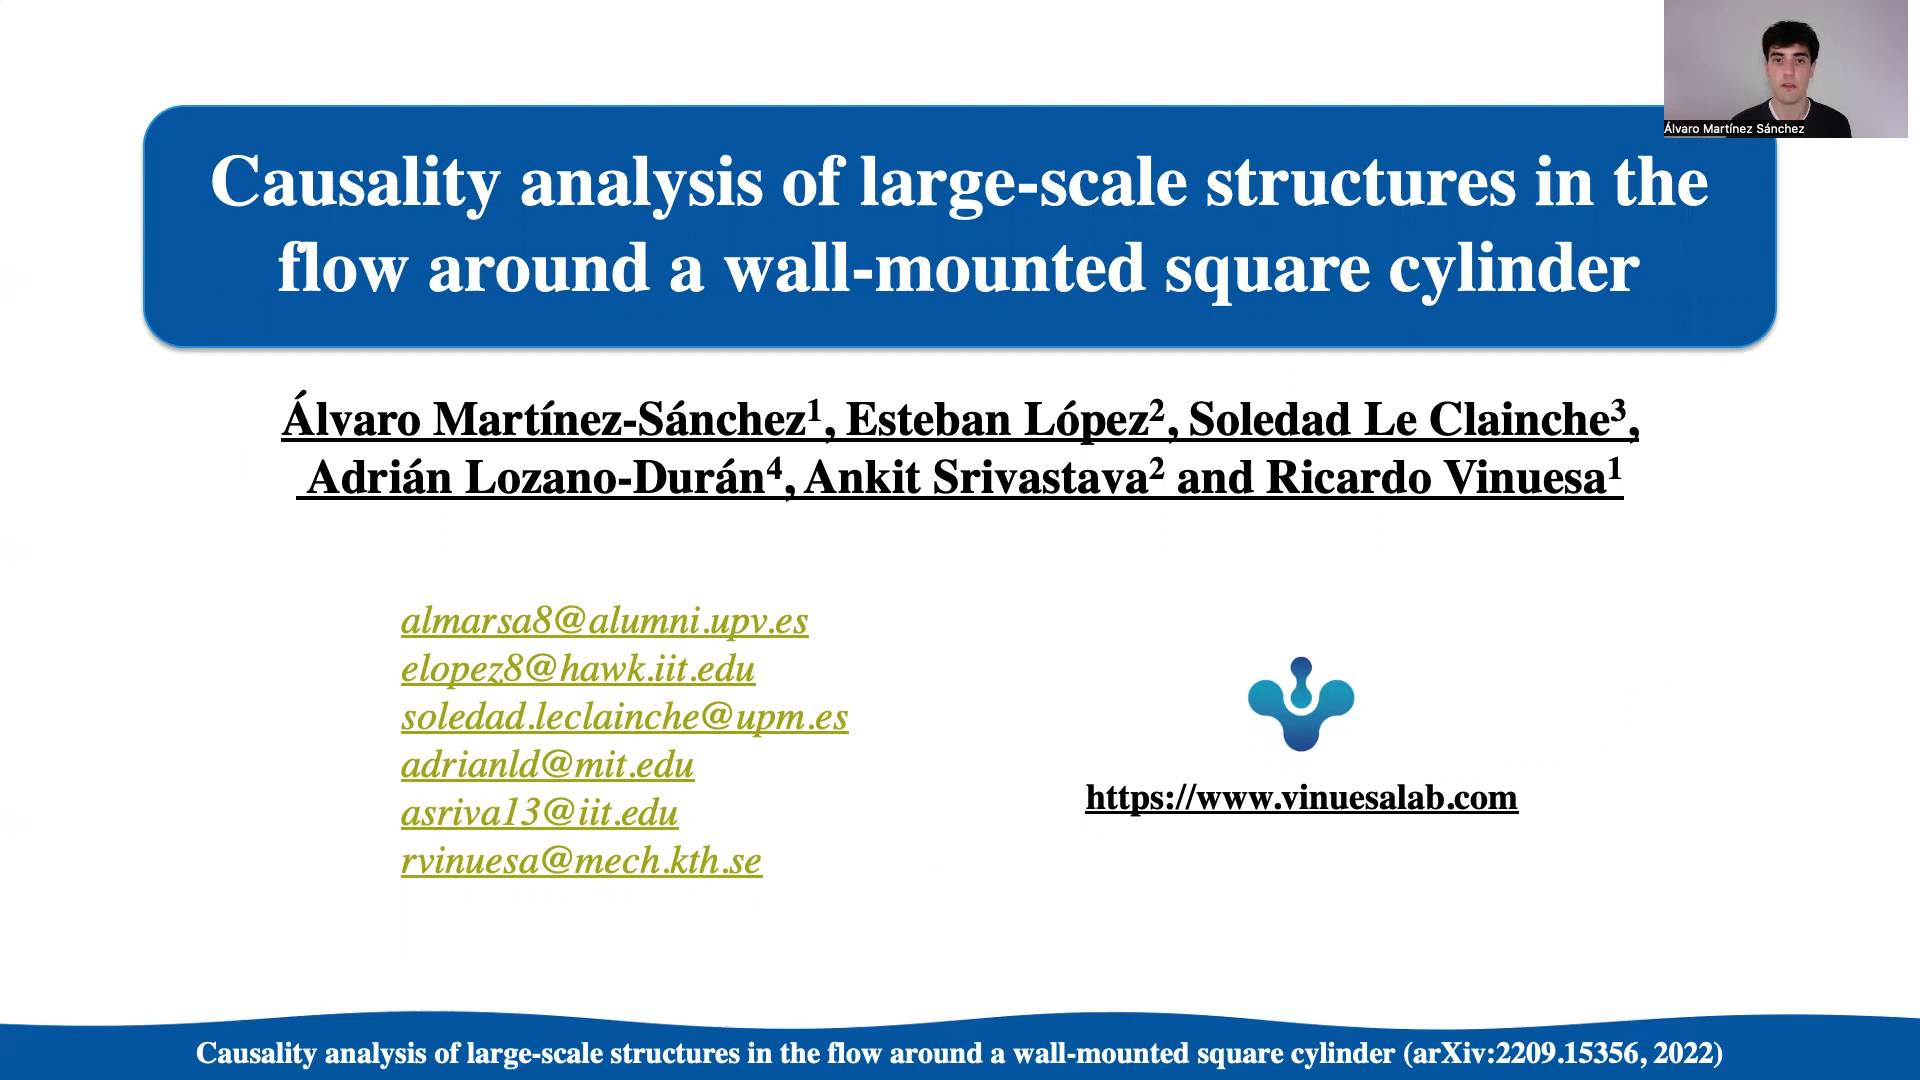 Álvaro Martínez Sánchez
Causality analysis of large-scale structures in the
flow around a wall-mounted square cylinder
Álvaro Martínez-Sánchez¹, Esteban López², Soledad Le Clainche³,
Adrián Lozano-Durán⁴, Ankit Srivastava² and Ricardo Vinuesa¹
almarsa8@alumni.upv.es
elopez8@hawk.iit.edu
soledad.leclainche@upm.es
adrianld@mit.edu
asriva13@iit.edu
rvinuesa@mech.kth.se
https://www.vinuesalab.com
Causality analysis of large-scale structures in the flow around a wall-mounted square cylinder (arXiv:2209.15356, 2022)